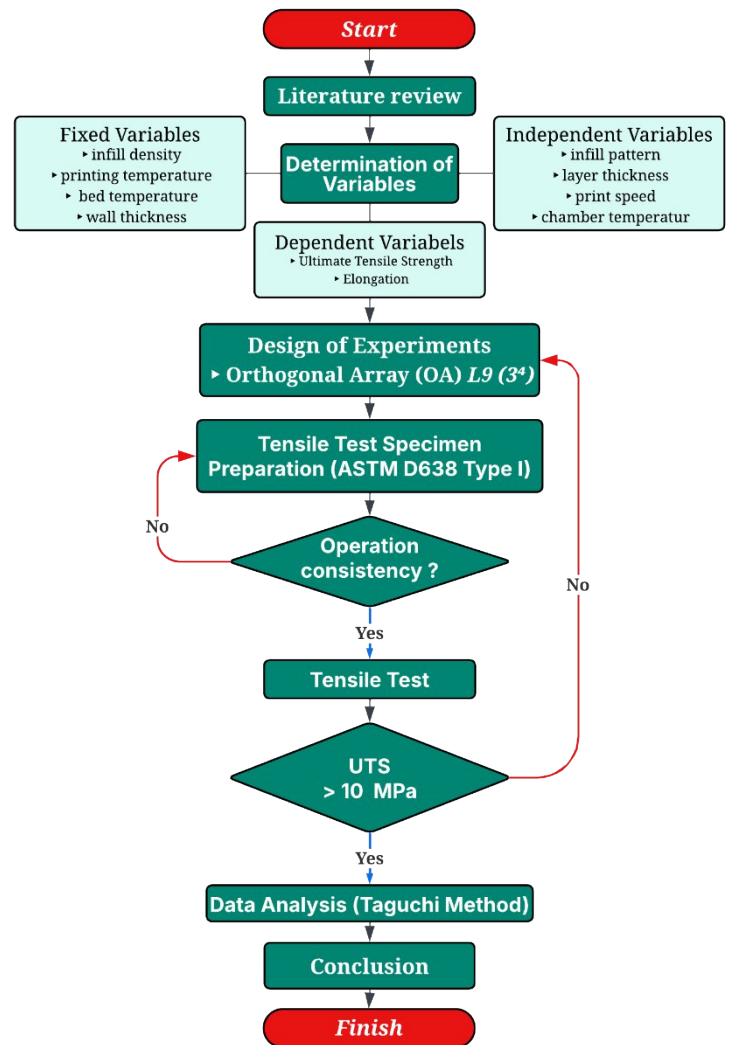 Start
Literature review
Fixed Variables
‣ infill density
‣ printing temperature
‣ bed temperature
‣ wall thickness
Determination of
Variables
Independent Variables
‣ infill pattern
‣ layer thickness
‣ print speed
‣ chamber temperatur
Dependent Variabels
‣ Ultimate Tensile Strength
‣ Elongation
Design of Experiments
‣ Orthogonal Array (OA) L9 (3⁴)
Tensile Test Specimen
Preparation (ASTM D638 Type I)
No
Operation
consistency ?
No
Yes
Tensile Test
UTS
> 10 MPa
Yes
Data Analysis (Taguchi Method)
Conclusion
Finish